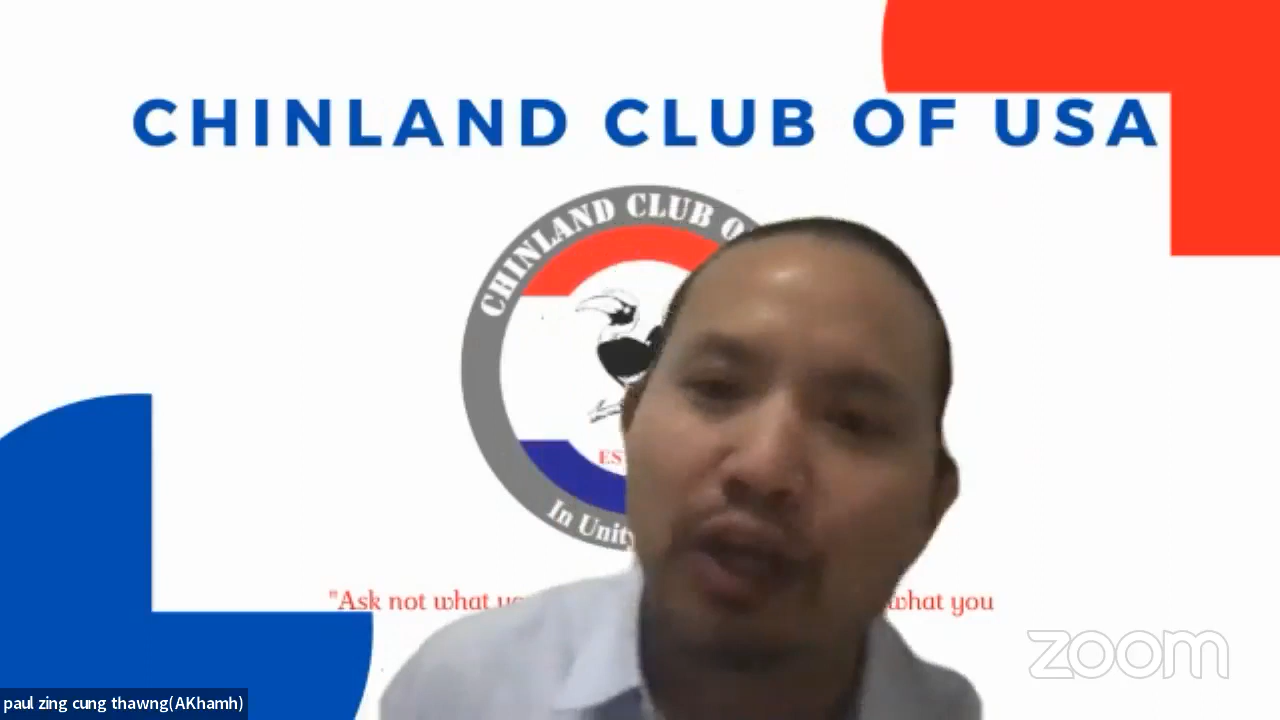 CHINLAND CLUB OF USA
CHINLAND CLUB
In Unity
"Ask not what
what you
zoom
paul zing cung thawng(AKhamh)